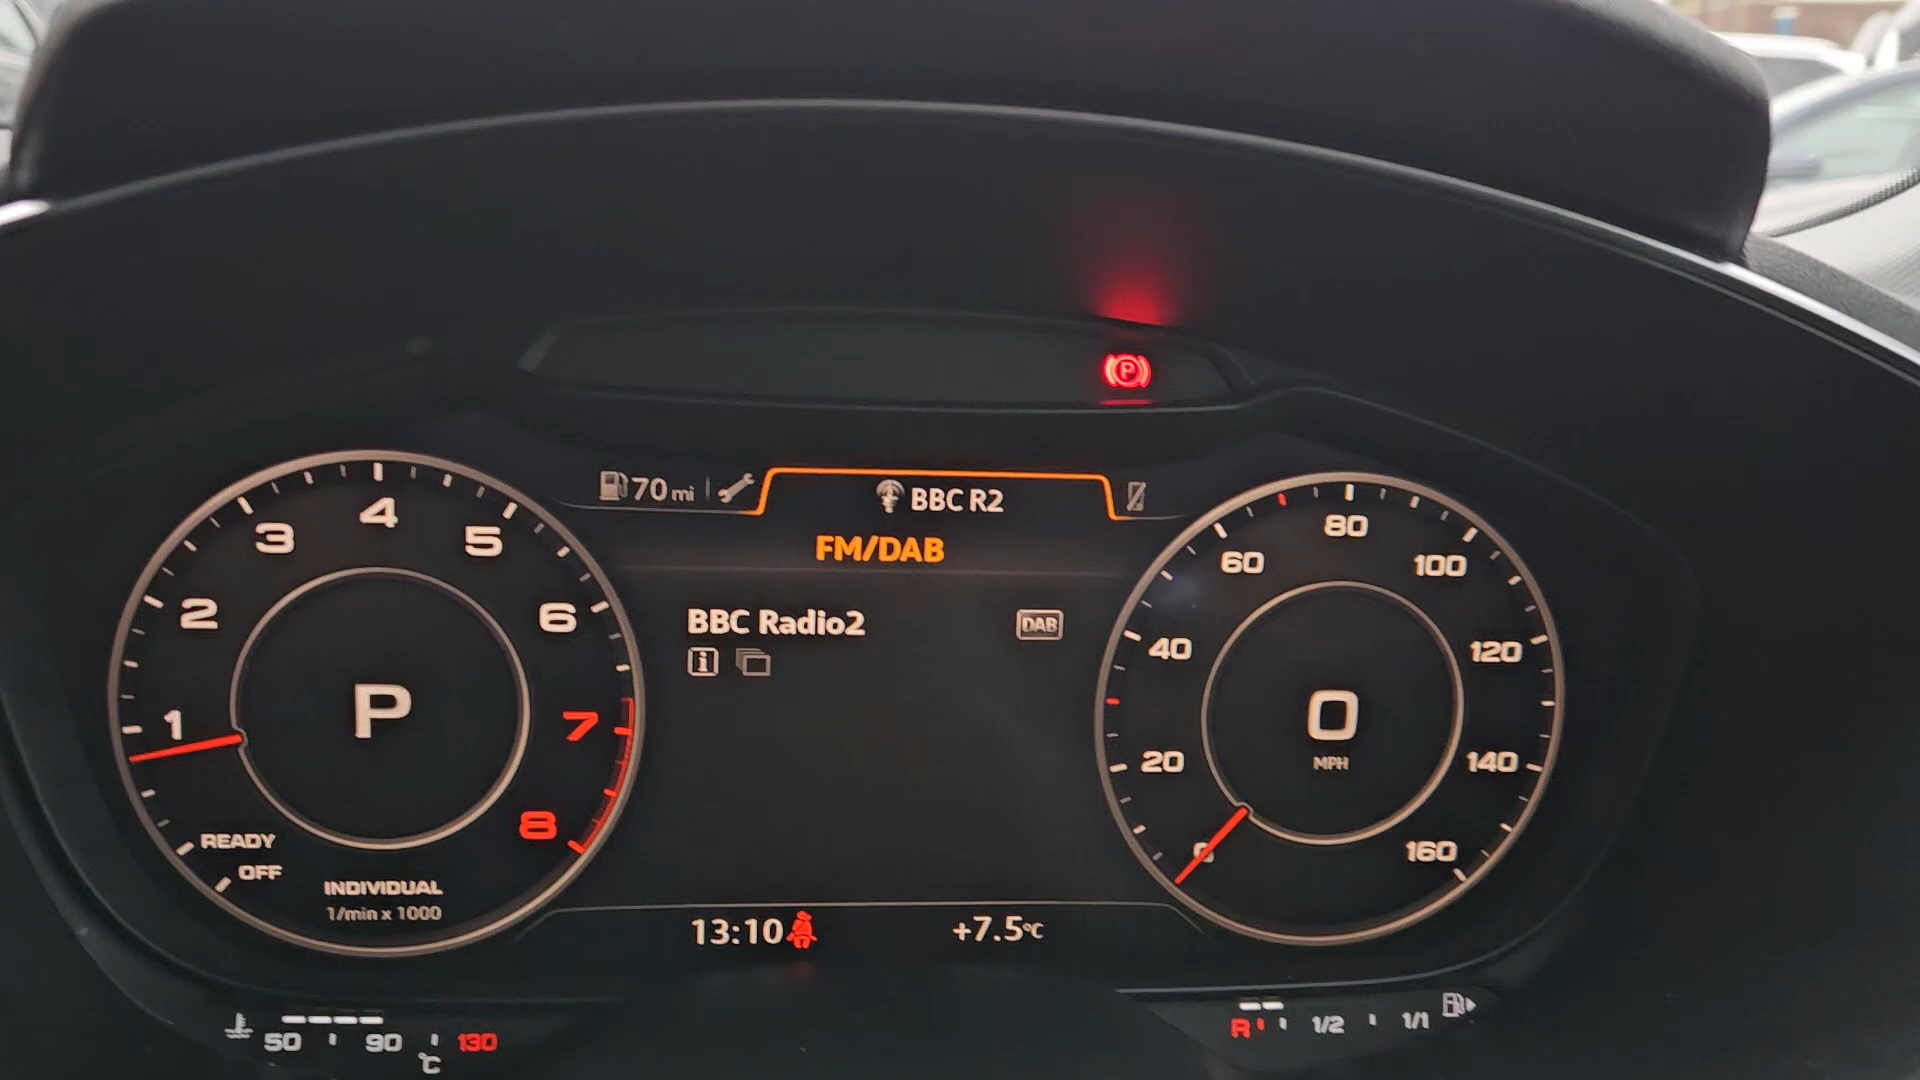 P
70 mi
BBC R2
FM/DAB
BBC Radio2
DAB
i
1
2
3
4
5
6
7
8
P
READY
OFF
INDIVIDUAL
1/min x 1000
20
40
60
80
100
120
140
160
0
MPH
13:10
+7.5°C
50
90
130
°C
R
1/2
1/1